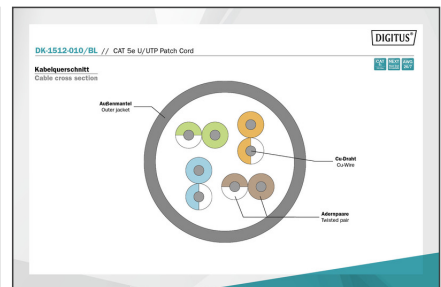 DIGITUS®
DK-1512-010/BL // CAT 5e U/UTP Patch Cord
Kabelquerschnitt
Cable cross section
Außenmantel
Outer jacket
Cu-Draht
Cu-Wire
Adernpaare
Twisted pair